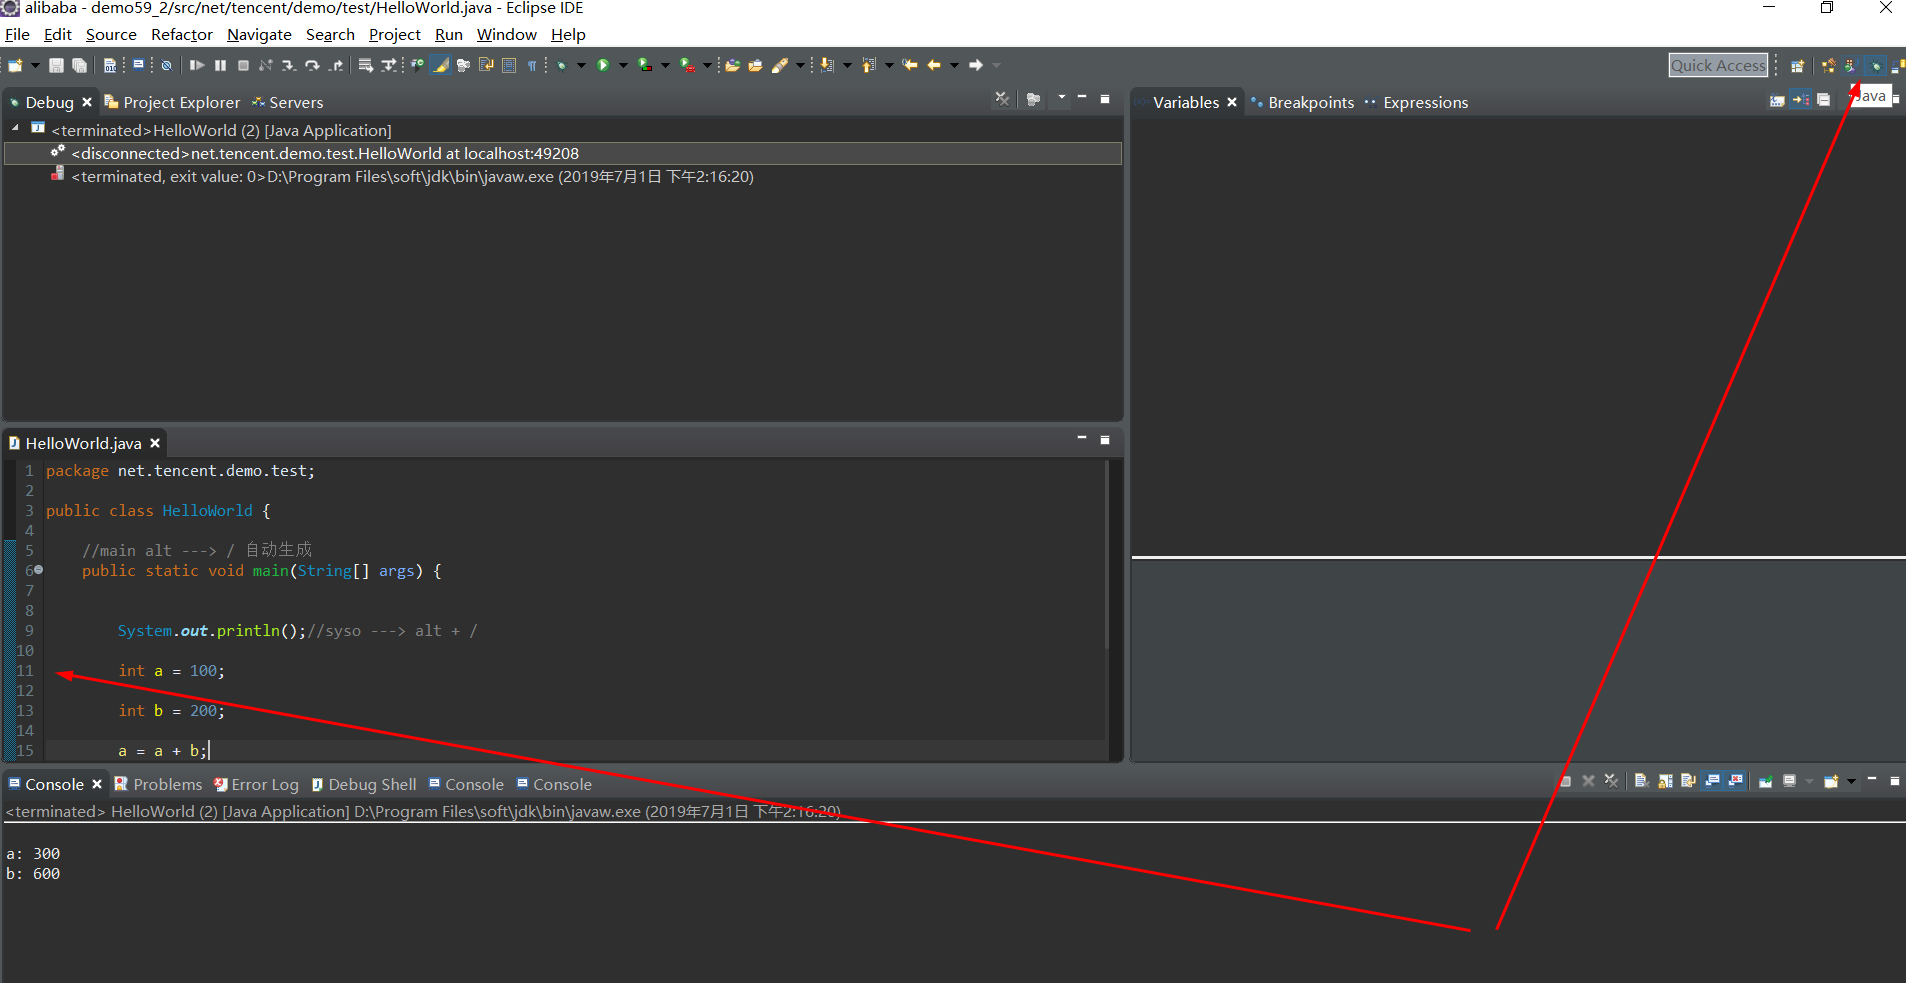 alibaba - demo59_2/src/net/tencent/demo/test/HelloWorld.java - Eclipse IDE
File Edit Source Refactor Navigate Search Project Run Window Help
Quick Access
Debug Project Explorer Servers
<terminated>HelloWorld (2) [Java Application]
<disconnected>net.tencent.demo.test.HelloWorld at localhost:49208
<terminated, exit value: 0>D:\Program Files\soft\jdk\bin\javaw.exe (2019年7月1日 下午2:16:20)
Variables Breakpoints Expressions
Java
HelloWorld.java
1 package net.tencent.demo.test;
2
3 public class HelloWorld {
4
5 //main alt ---> / 自动生成
6 public static void main(String[] args) {
7
8
9 System.out.println();//syso ---> alt + /
10
11 int a = 100;
12
13 int b = 200;
14
15 a = a + b;
Console Problems Error Log Debug Shell Console Console
<terminated> HelloWorld (2) [Java Application] D:\Program Files\soft\jdk\bin\javaw.exe (2019年7月1日 下午2:16:20)
a: 300
b: 600